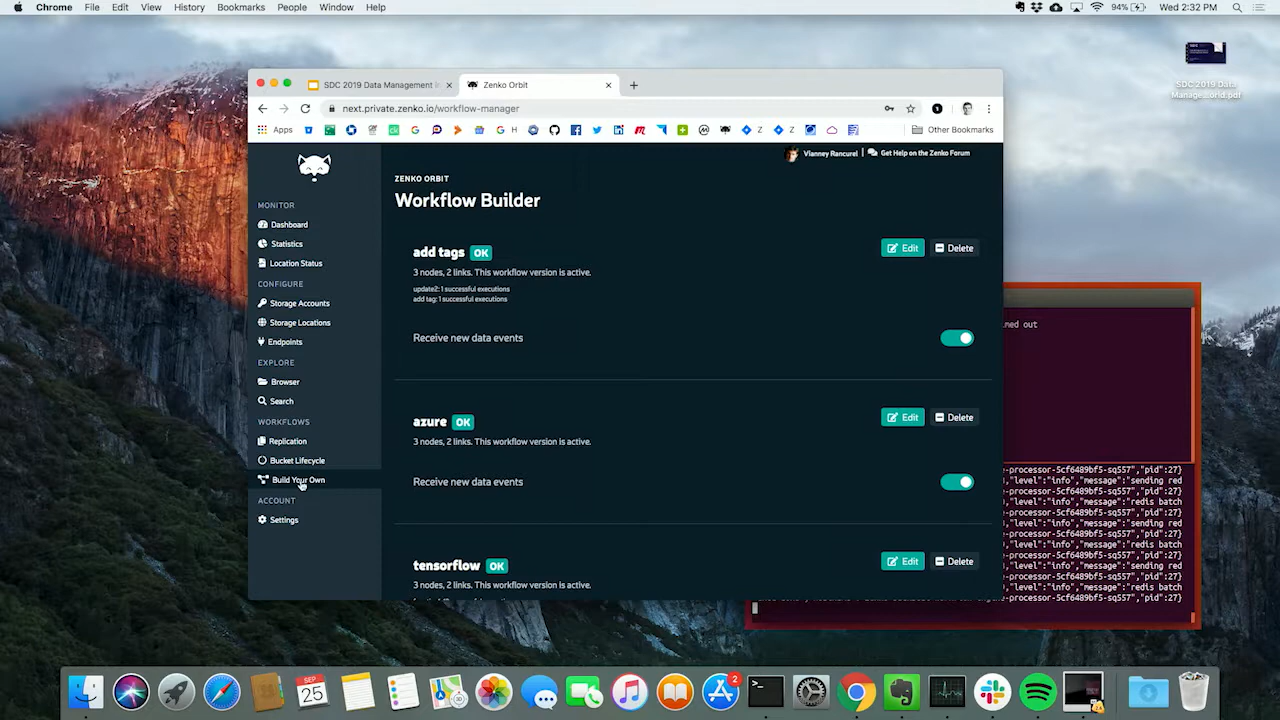 Chrome File Edit View History Bookmarks People Window Help
94% Wed 2:32 PM
SDC 2019 Data Management i
Zenko Orbit
SDC 2019 Dat
Manage...orld.pdf
next.private.zenko.io/workflow-manager
Apps
G
G H
Z
Z
Other Bookmarks
Vianney Rancurel | Get Help on the Zenko Forum
ZENKO ORBIT
Workflow Builder
MONITOR
Dashboard
Statistics
Location Status
CONFIGURE
Storage Accounts
Storage Locations
Endpoints
EXPLORE
Browser
Search
WORKFLOWS
Replication
Bucket Lifecycle
Build Your Own
ACCOUNT
Settings
add tags OK
Edit Delete
3 nodes, 2 links. This workflow version is active.
update2: 1 successful executions
add tag: 1 successful executions
Receive new data events
azure OK
Edit Delete
3 nodes, 2 links. This workflow version is active.
Receive new data events
tensorflow OK
Edit Delete
3 nodes, 2 links. This workflow version is active.
med out
-processor-5cf6489bf5-sq557","pid":27}
,"level":"info","message":"sending red
-processor-5cf6489bf5-sq557","pid":27}
,"level":"info","message":"redis batch
-processor-5cf6489bf5-sq557","pid":27}
,"level":"info","message":"sending red
-processor-5cf6489bf5-sq557","pid":27}
,"level":"info","message":"redis batch
-processor-5cf6489bf5-sq557","pid":27}
,"level":"info","message":"sending red
-processor-5cf6489bf5-sq557","pid":27}
,"level":"info","message":"redis batch
-processor-5cf6489bf5-sq557","pid":27}
SEP
25
2